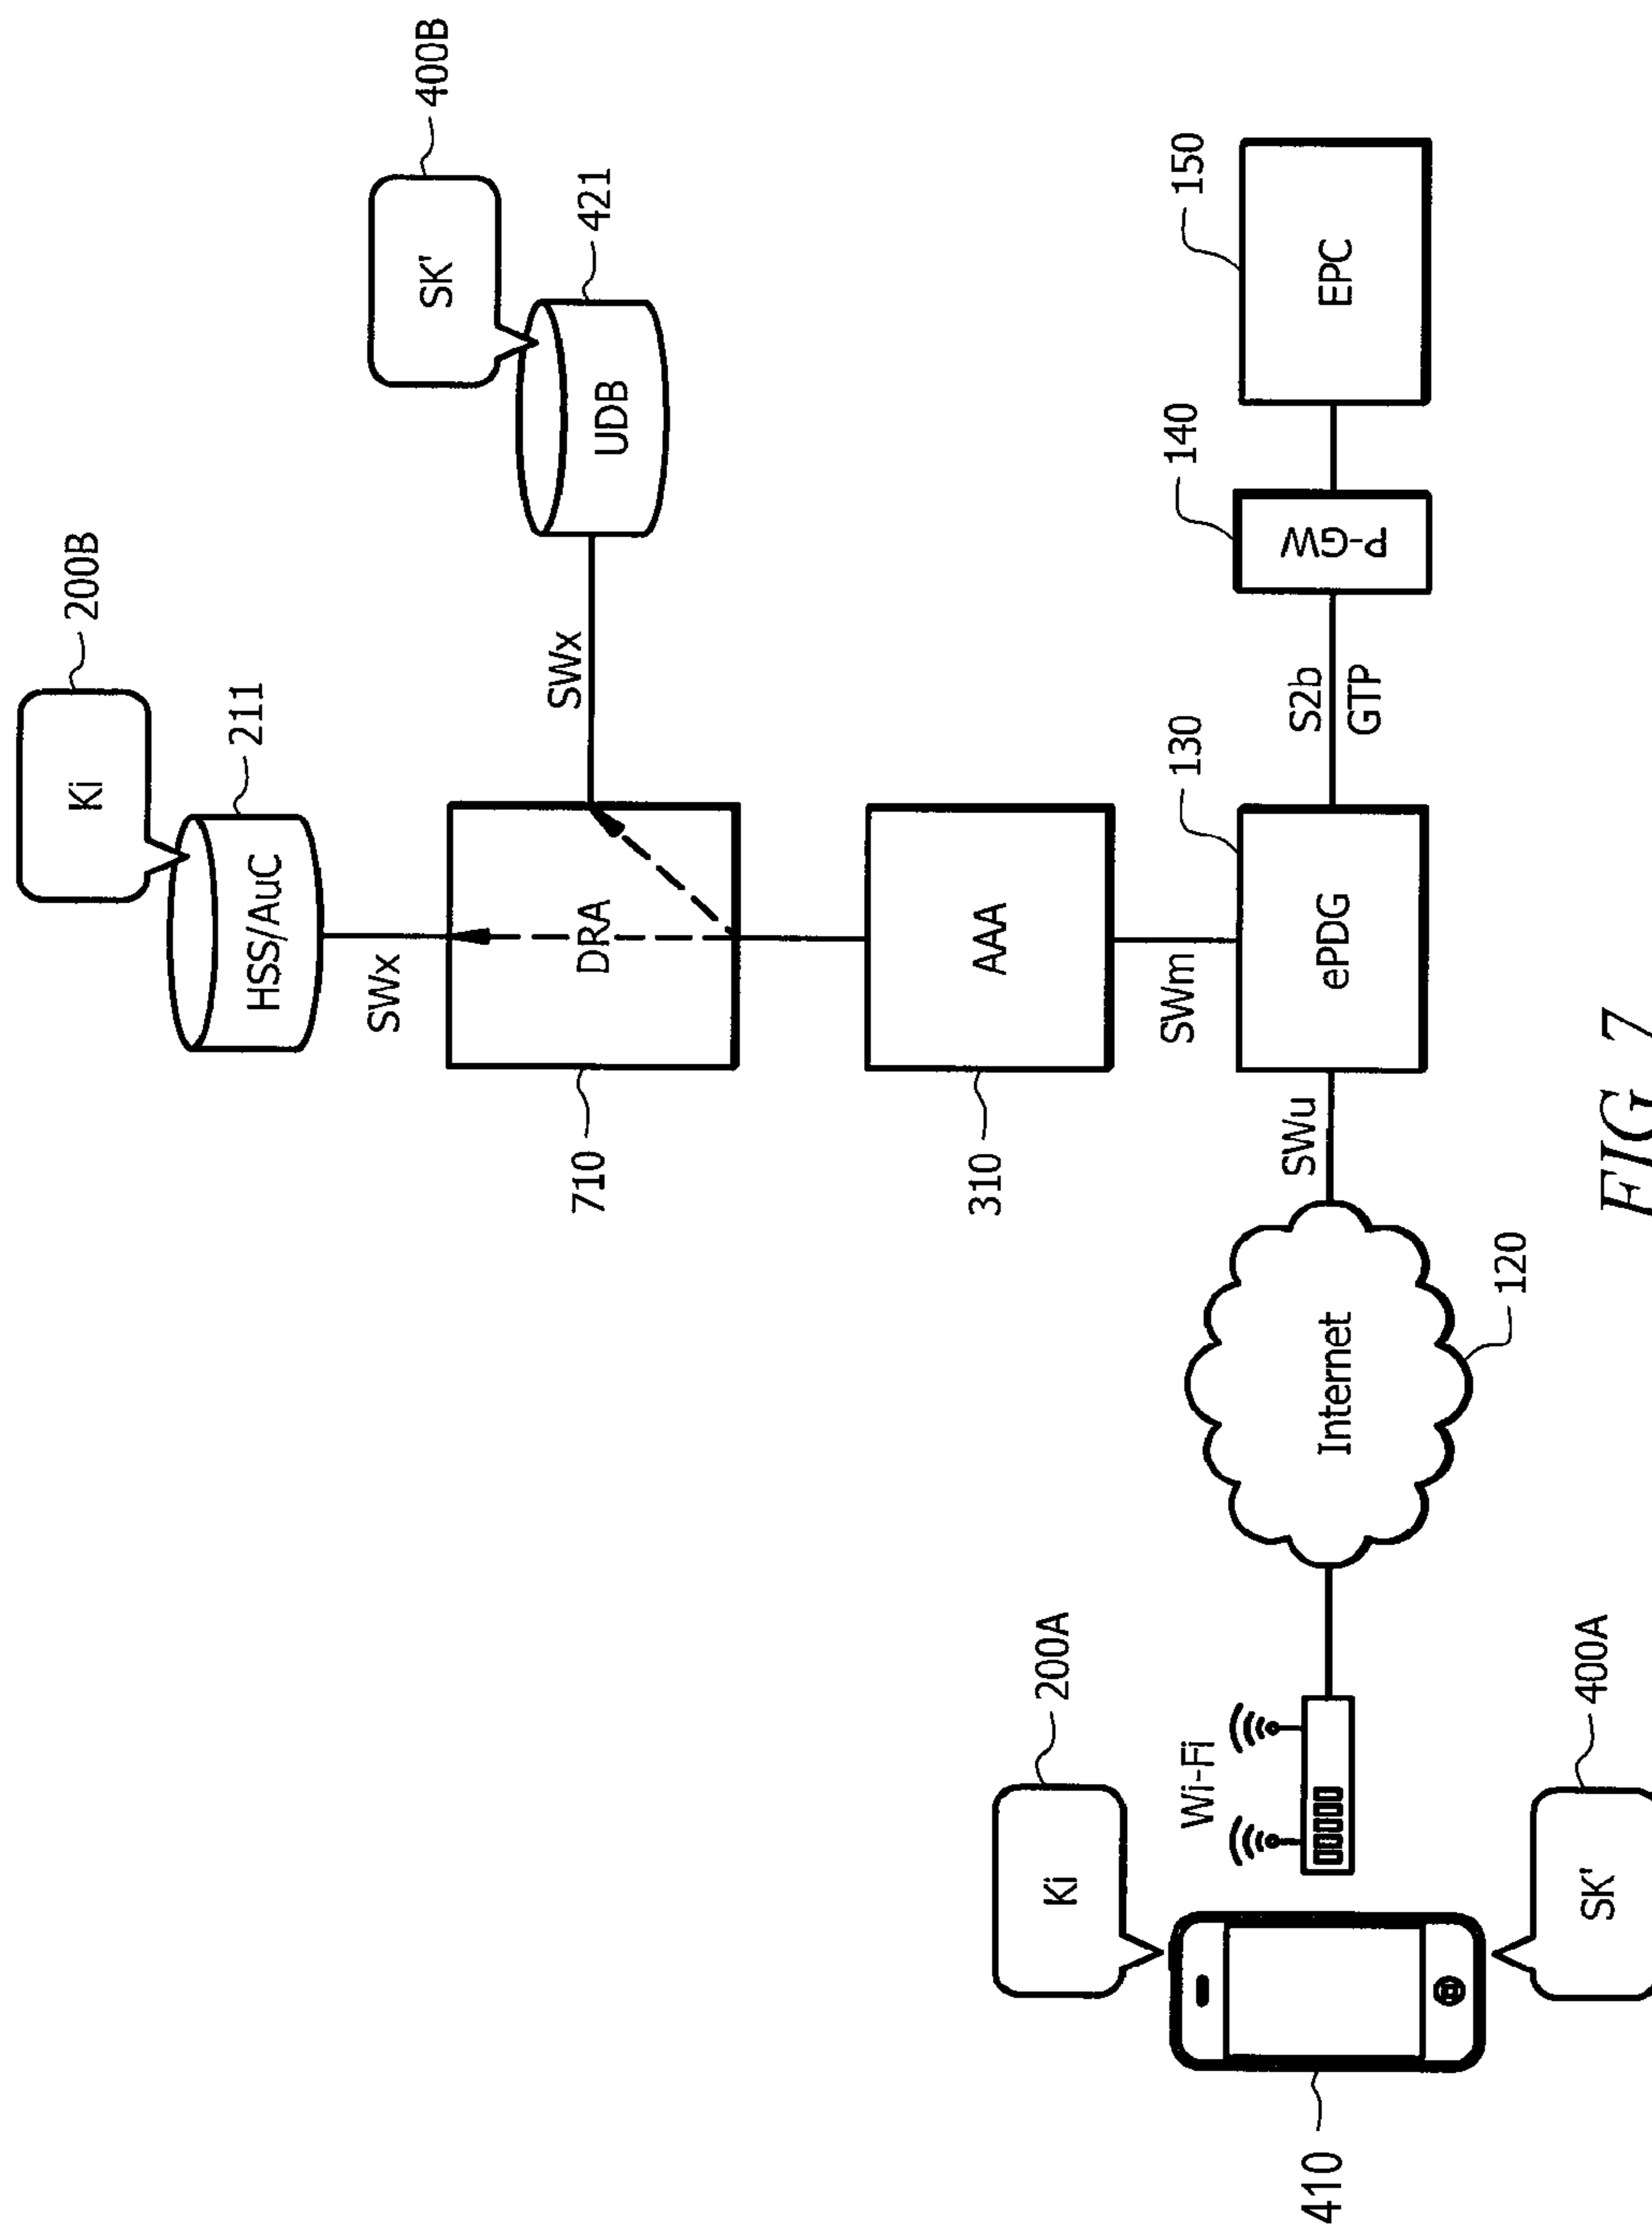 Ki
200B
HSS/AuC
211
SWx
SK'
400B
710
DRA
SWx
UDB
421
310
AAA
SWm
Ki
200A
Wi-Fi
410
SK'
400A
Internet
120
SWu
ePDG
130
S2b
GTP
P-GW
140
EPC
150
FIG 7